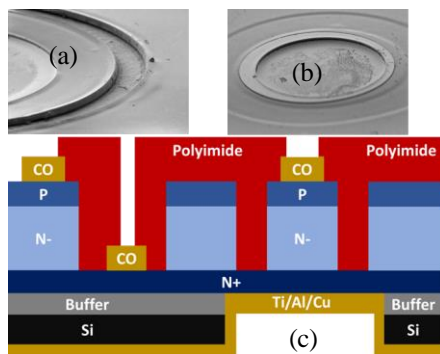 (a)
(b)
Polyimide
Polyimide
CO
CO
P
P
N-
N-
CO
N+
Buffer
Ti/Al/Cu
Buffer
Si
(c)
Si